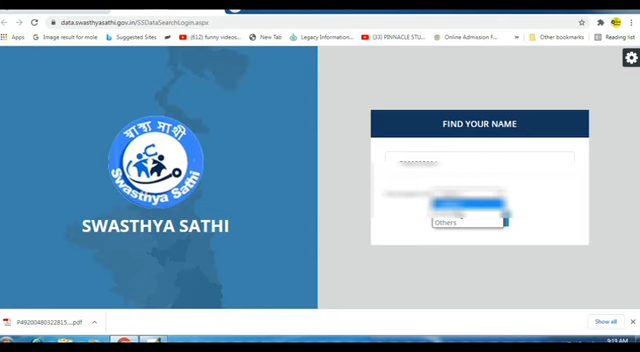 data.swasthyasathi.gov.in/SSDataSearchLogin.aspx
Apps
Image result for mole
Suggested Sites
(612) funny videos...
New Tab
Legacy Information...
(33) PINNACLE STU...
Online Admission F...
»
Other bookmarks
Reading list
স্বাস্থ্য সাথী
Swasthya Sathi
SWASTHYA SATHI
FIND YOUR NAME
Others
P49200480322815....pdf
Show all
9:19 AM